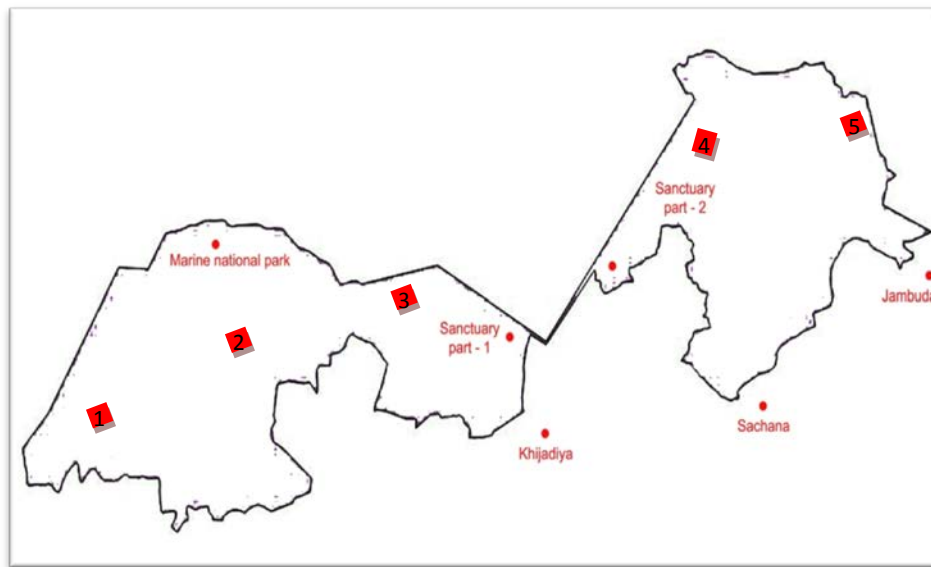 4
5
Sanctuary
part - 2
Marine national park
Jambuda
3
Sanctuary
part - 1
2
1
Sachana
Khijadiya